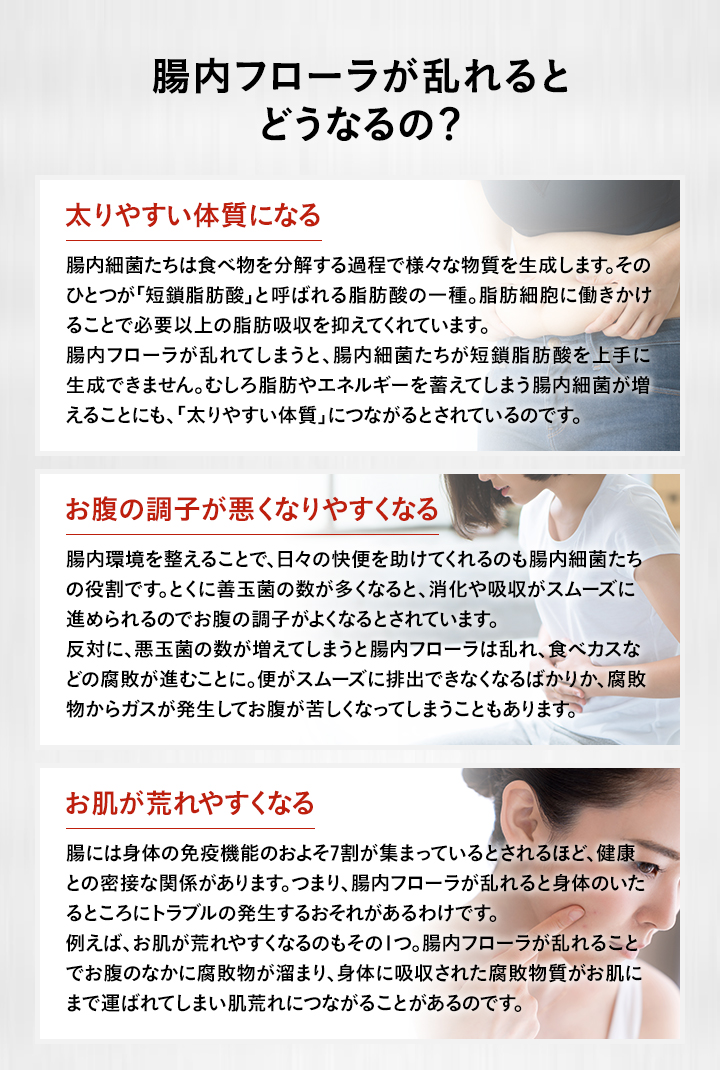 腸内フローラが乱れると
どうなるの？
太りやすい体質になる
腸内細菌たちは食べ物を分解する過程で様々な物質を生成します。その
ひとつが「短鎖脂肪酸」と呼ばれる脂肪酸の一種。脂肪細胞に働きかけ
ることで必要以上の脂肪吸収を抑えてくれています。
腸内フローラが乱れてしまうと、腸内細菌たちが短鎖脂肪酸を上手に
生成できません。むしろ脂肪やエネルギーを蓄えてしまう腸内細菌が増
えることにも、「太りやすい体質」につながるとされているのです。
お腹の調子が悪くなりやすくなる
腸内環境を整えることで、日々の快便を助けてくれるのも腸内細菌たち
の役割です。とくに善玉菌の数が多くなると、消化や吸収がスムーズに
進められるのでお腹の調子がよくなるとされています。
反対に、悪玉菌の数が増えてしまうと腸内フローラは乱れ、食べカスな
どの腐敗が進むことに。便がスムーズに排出できなくなるばかりか、腐敗
物からガスが発生してお腹が苦しくなってしまうこともあります。
お肌が荒れやすくなる
腸には身体の免疫機能のおよそ7割が集まっているとされるほど、健康
との密接な関係があります。つまり、腸内フローラが乱れると身体のいた
るところにトラブルの発生するおそれがあるわけです。
例えば、お肌が荒れやすくなるのもその1つ。腸内フローラが乱れること
でお腹のなかに腐敗物が溜まり、身体に吸収された腐敗物質がお肌に
まで運ばれてしまい肌荒れにつながることがあるのです。